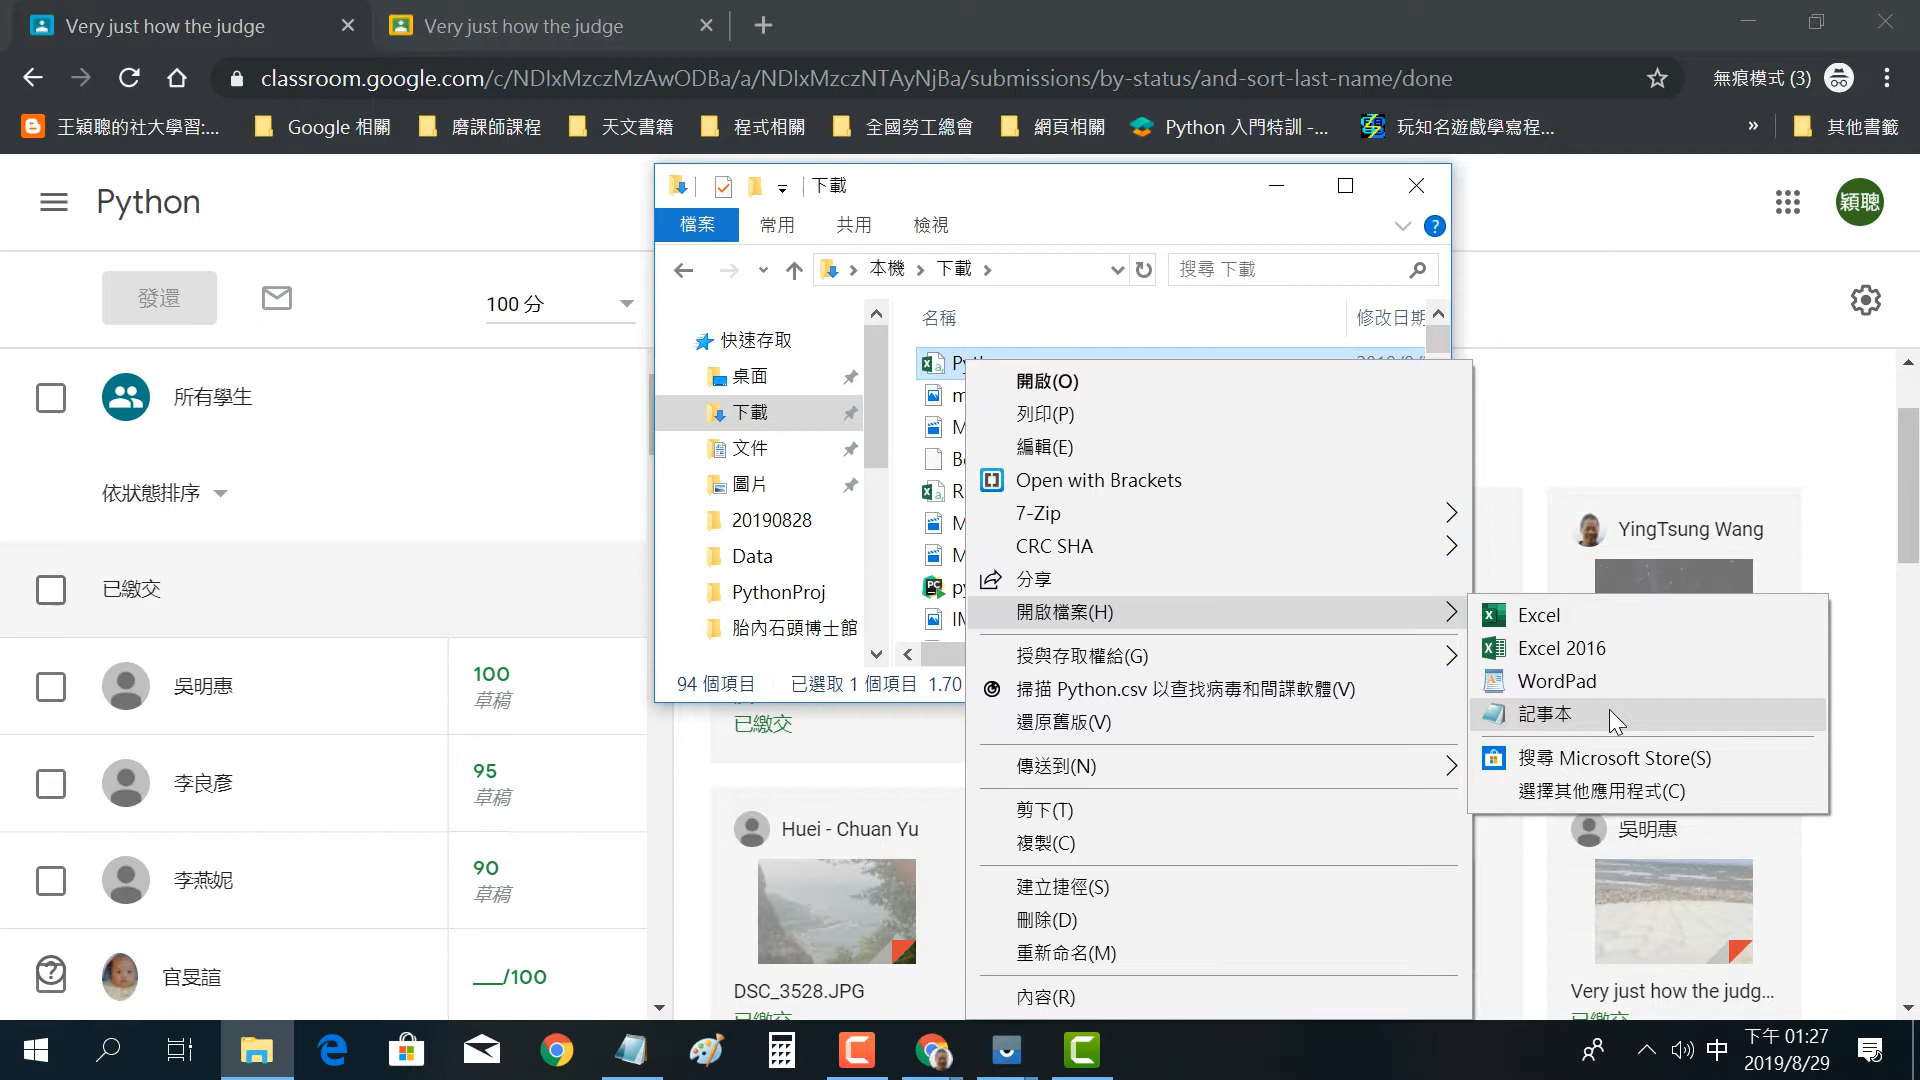 Very just how the judge
Very just how the judge
classroom.google.com/c/NDIxMzczMzAwODBa/a/NDIxMzczNTAyNjBa/submissions/by-status/and-sort-last-name/done
無痕模式 (3)
王穎聰的社大學習:...
Google 相關
磨課師課程
天文書籍
程式相關
全國勞工總會
網頁相關
Python 入門特訓 -...
玩知名遊戲學寫程...
»
其他書籤
Python
穎聰
發還
100 分
所有學生
依狀態排序
已繳交
吳明惠
100
草稿
李良彥
95
草稿
李燕妮
90
草稿
官旻諠
___/100
下載
檔案
常用
共用
檢視
本機
下載
搜尋 下載
快速存取
桌面
下載
文件
圖片
20190828
Data
PythonProj
胎內石頭博士館
名稱
修改日期
94 個項目
已選取 1 個項目
1.70
開啟(O)
列印(P)
編輯(E)
Open with Brackets
7-Zip
CRC SHA
分享
開啟檔案(H)
授與存取權給(G)
掃描 Python.csv 以查找病毒和間諜軟體(V)
還原舊版(V)
傳送到(N)
剪下(T)
複製(C)
建立捷徑(S)
刪除(D)
重新命名(M)
內容(R)
Excel
Excel 2016
WordPad
記事本
搜尋 Microsoft Store(S)
選擇其他應用程式(C)
已繳交
YingTsung Wang
Huei - Chuan Yu
DSC_3528.JPG
已繳交
吳明惠
Very just how the judg...
已繳交
中
下午 01:27
2019/8/29